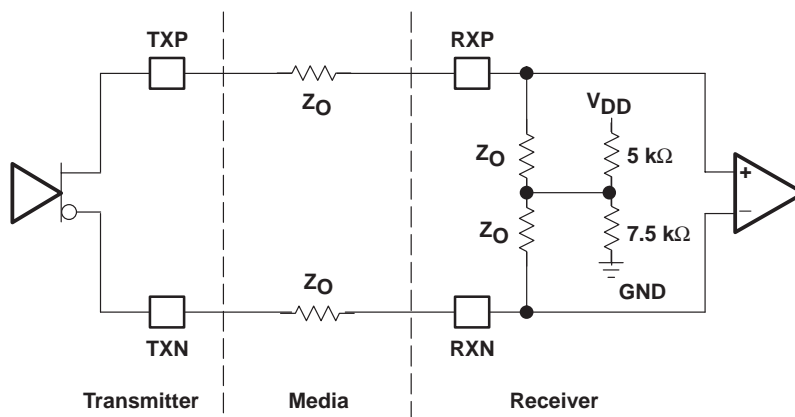 TXP
RXP
ZO
VDD
ZO
5 kΩ
+
ZO
7.5 kΩ
−
ZO
GND
TXN
RXN
Transmitter
Media
Receiver